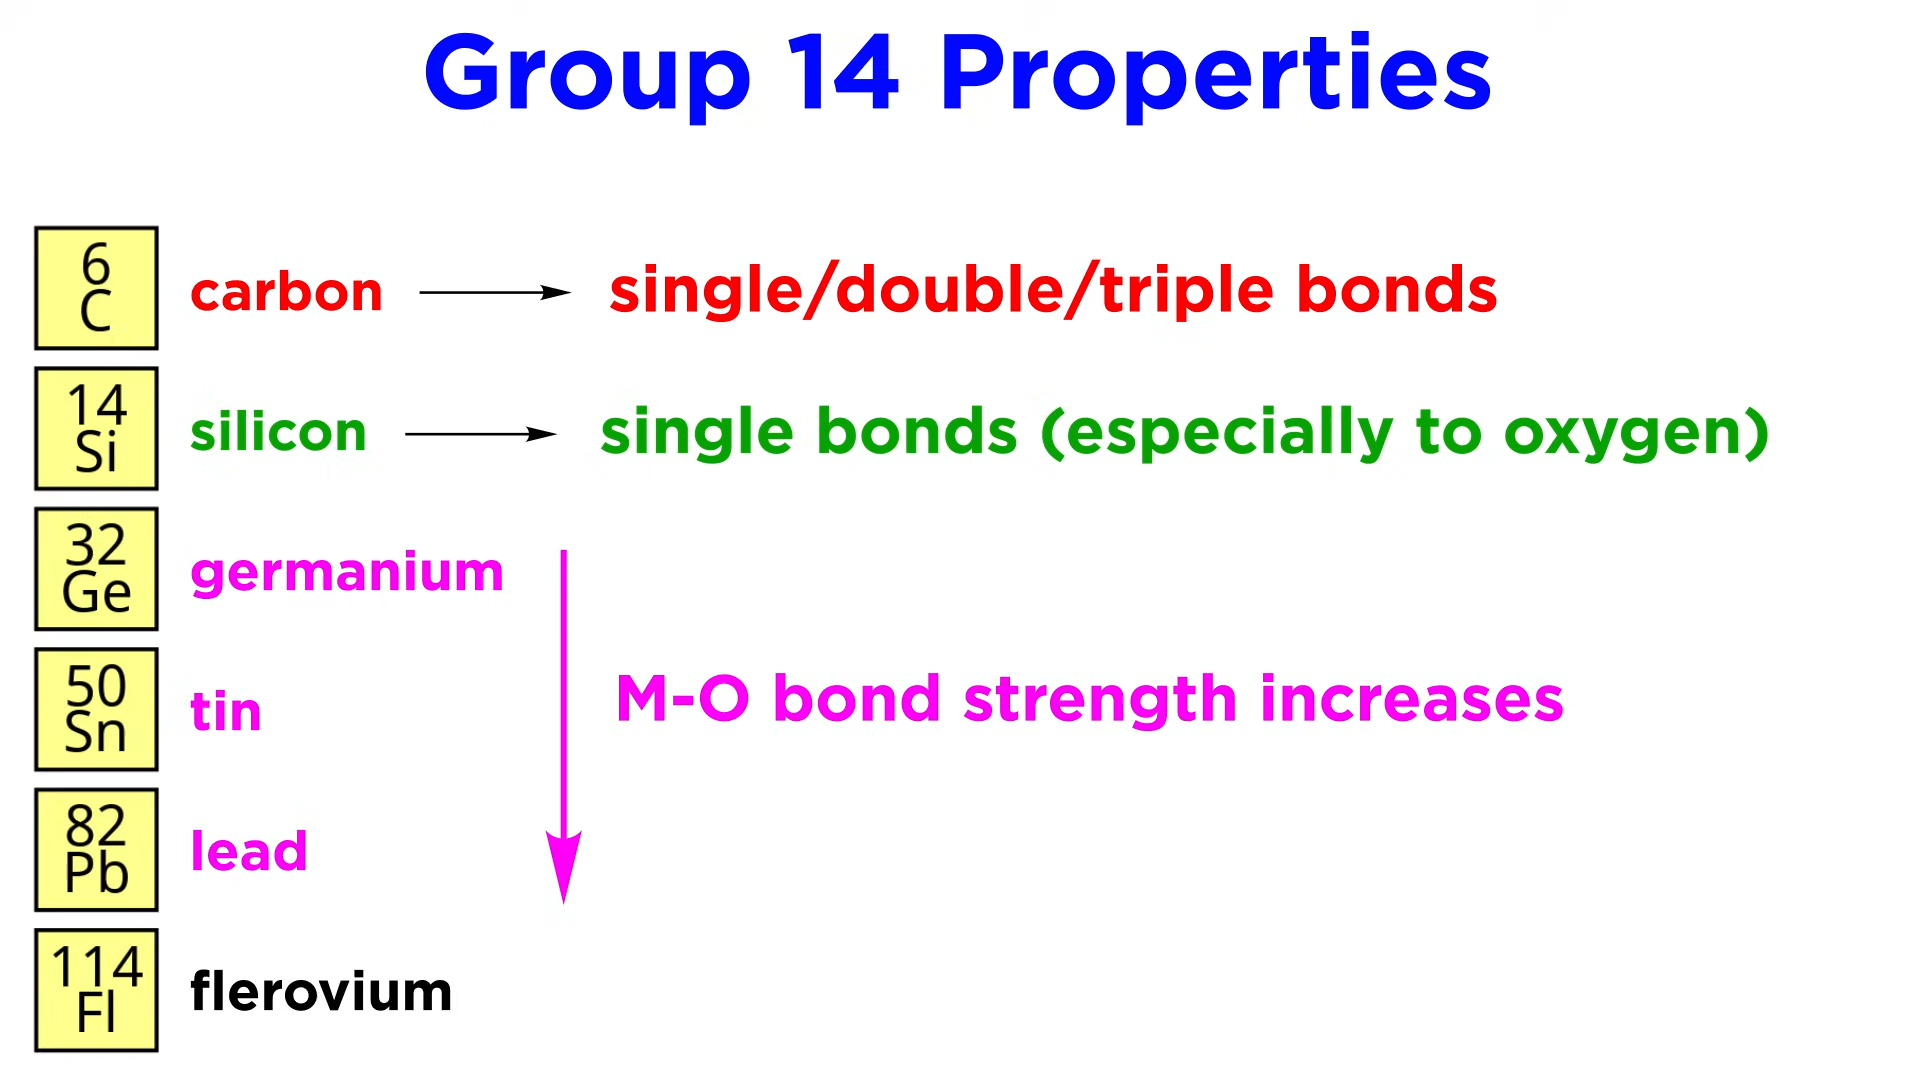 Group 14 Properties
6
C
carbon
single/double/triple bonds
14
Si
silicon
single bonds (especially to oxygen)
32
Ge
germanium
50
Sn
tin
M-O bond strength increases
82
Pb
lead
114
Fl
flerovium